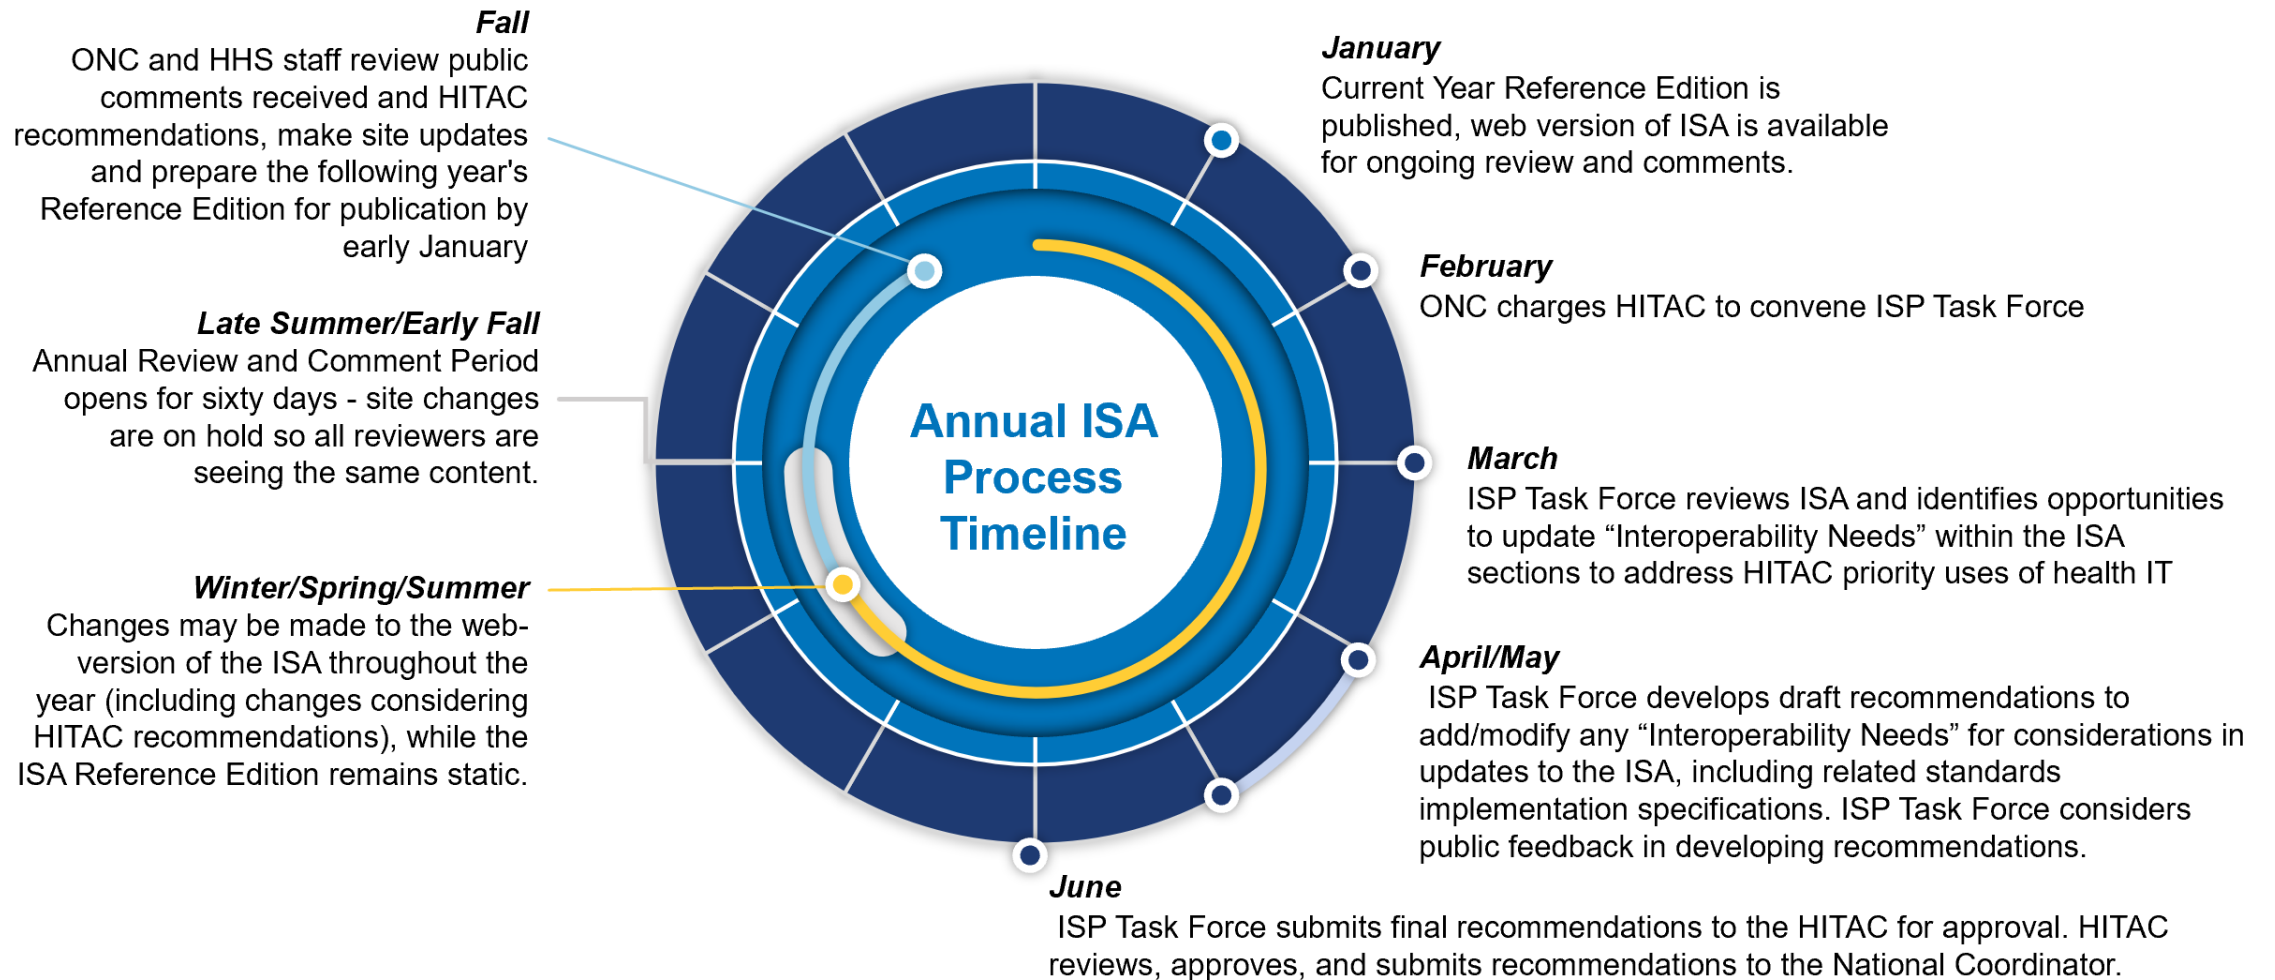 Fall
ONC and HHS staff review public
comments received and HITAC
recommendations, make site updates
and prepare the following year's
Reference Edition for publication by
early January
Late Summer/Early Fall
Annual Review and Comment Period
opens for sixty days - site changes
are on hold so all reviewers are
seeing the same content.
Winter/Spring/Summer
Changes may be made to the web-
version of the ISA throughout the
year (including changes considering
HITAC recommendations), while the
ISA Reference Edition remains static.
Annual ISA
Process
Timeline
January
Current Year Reference Edition is
published, web version of ISA is available
for ongoing review and comments.
February
ONC charges HITAC to convene ISP Task Force
March
ISP Task Force reviews ISA and identifies opportunities
to update “Interoperability Needs” within the ISA
sections to address HITAC priority uses of health IT
April/May
ISP Task Force develops draft recommendations to
add/modify any “Interoperability Needs” for considerations in
updates to the ISA, including related standards
implementation specifications. ISP Task Force considers
public feedback in developing recommendations.
June
ISP Task Force submits final recommendations to the HITAC for approval. HITAC
reviews, approves, and submits recommendations to the National Coordinator.